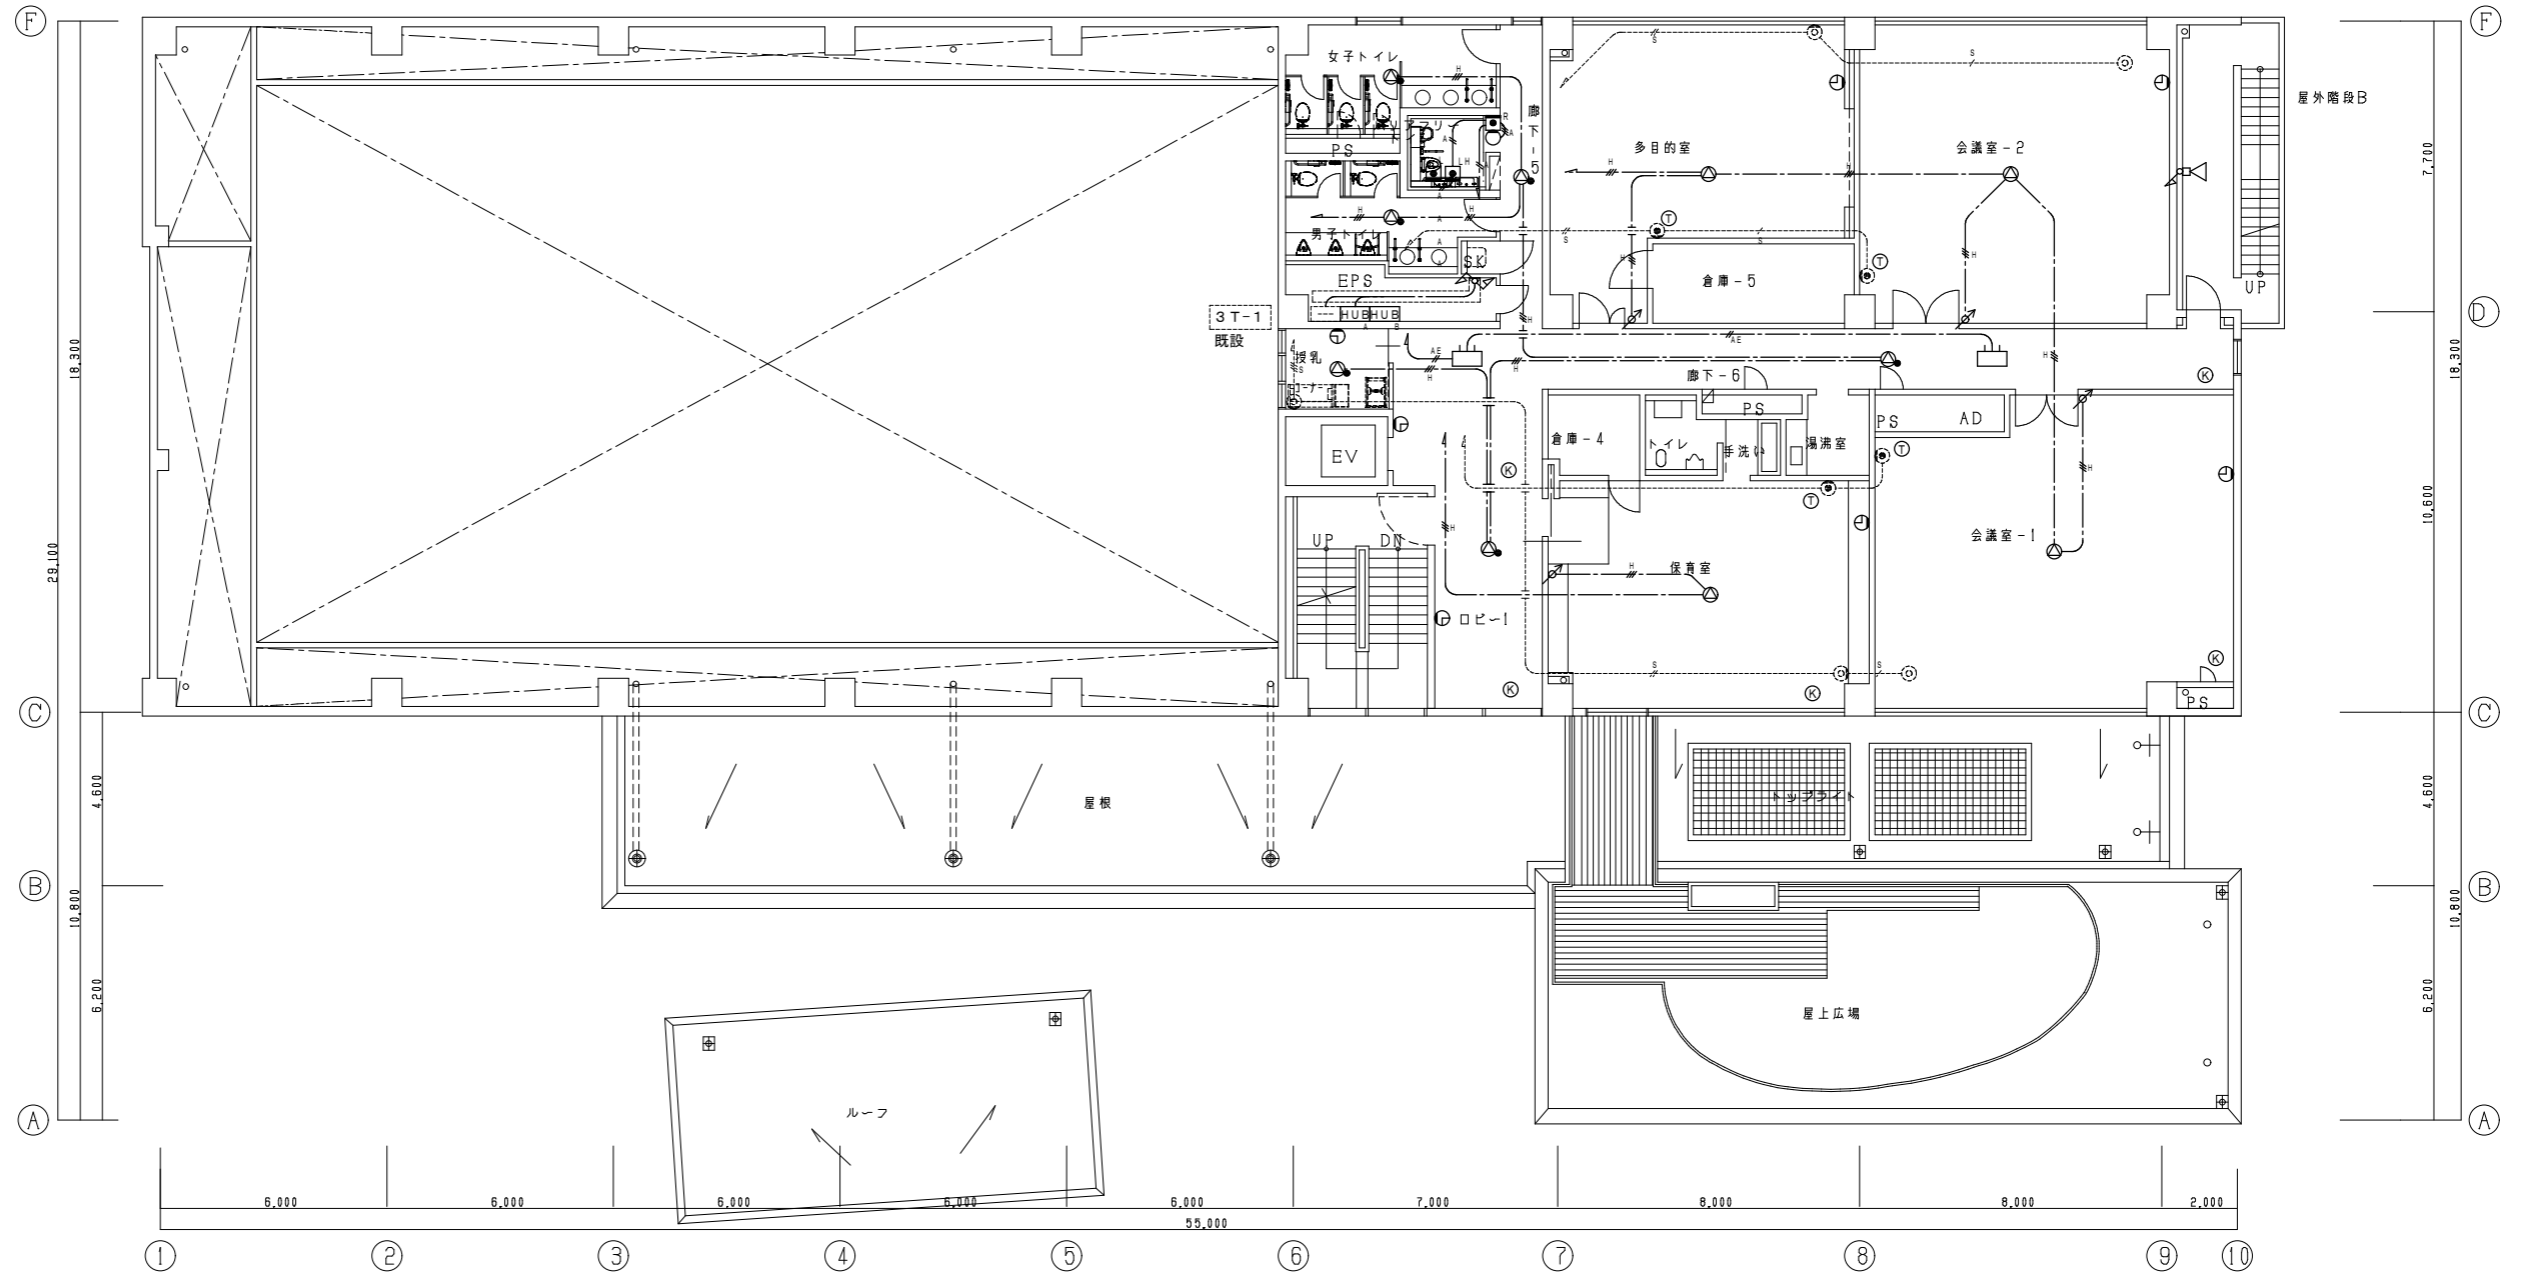 F
F
女子トイレ
屋外階段B
廊下-5
7,700
多目的室
会議室-2
PS
男子トイレ
SK
EPS
倉庫-5
UP
HUB
HUB
3T-1
既設
D
授乳
コーナー
廊下-6
18,300
18,300
PS
PS
AD
EV
倉庫-4
トイレ
手洗い
湯沸室
UP
DN
10,600
会議室-1
保育室
29,100
ロビー1
PS
C
C
4,600
4,600
屋根
トップライト
B
B
10,800
10,800
6,200
6,200
屋上広場
ルーフ
A
A
6,000
6,000
6,000
6,000
6,000
7,000
8,000
8,000
2,000
55,000
1
2
3
4
5
6
7
8
9
10